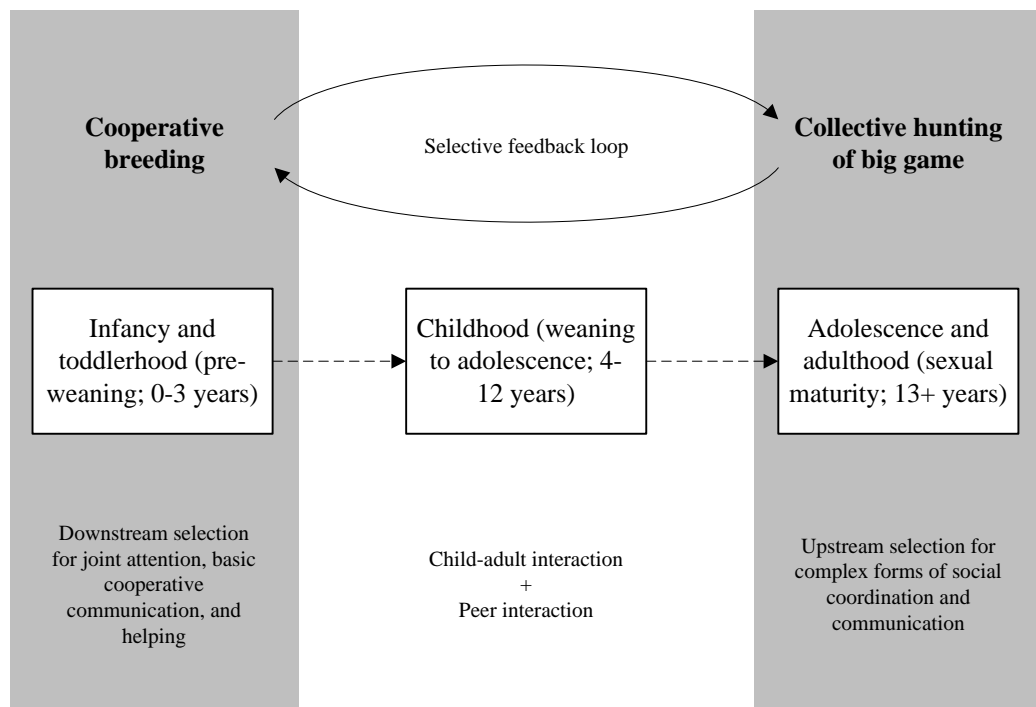 Cooperative
breeding
Selective feedback loop
Collective hunting
of big game
Infancy and
toddlerhood (pre-
weaning; 0-3 years)
Childhood (weaning
to adolescence; 4-
12 years)
Adolescence and
adulthood (sexual
maturity; 13+ years)
Downstream selection
for joint attention, basic
cooperative
communication, and
helping
Child-adult interaction
+
Peer interaction
Upstream selection for
complex forms of social
coordination and
communication